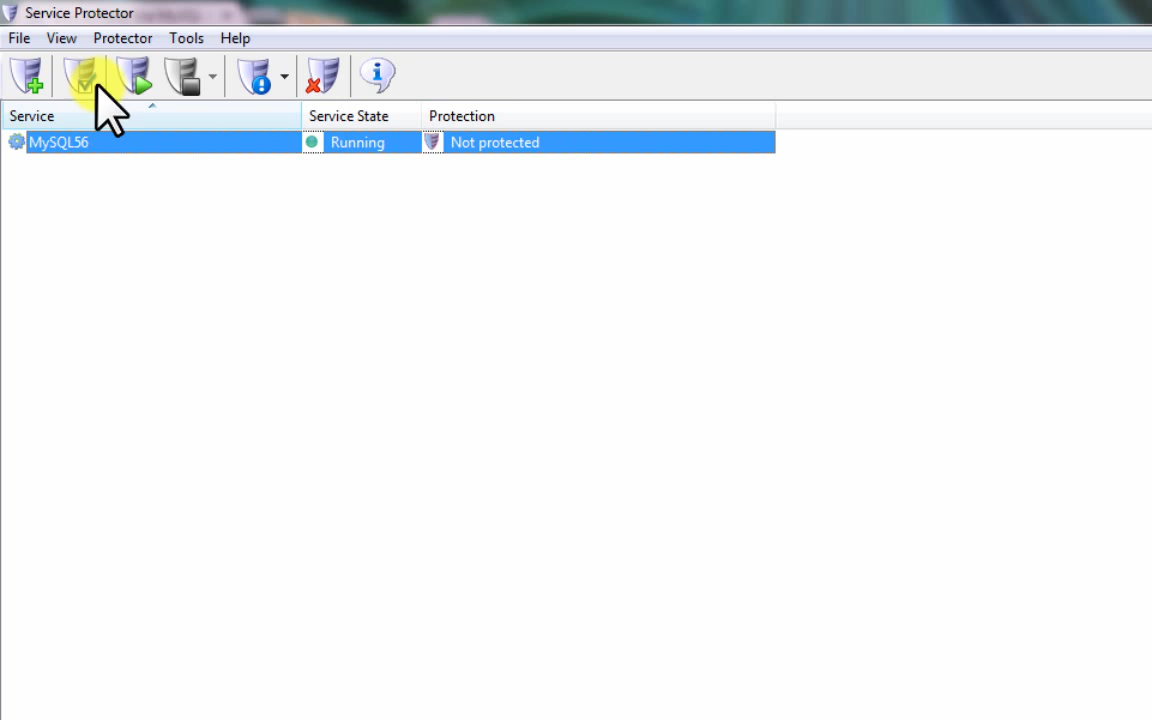 Service Protector
File View Protector Tools Help
Service Service State Protection
MySQL56 Running Not protected